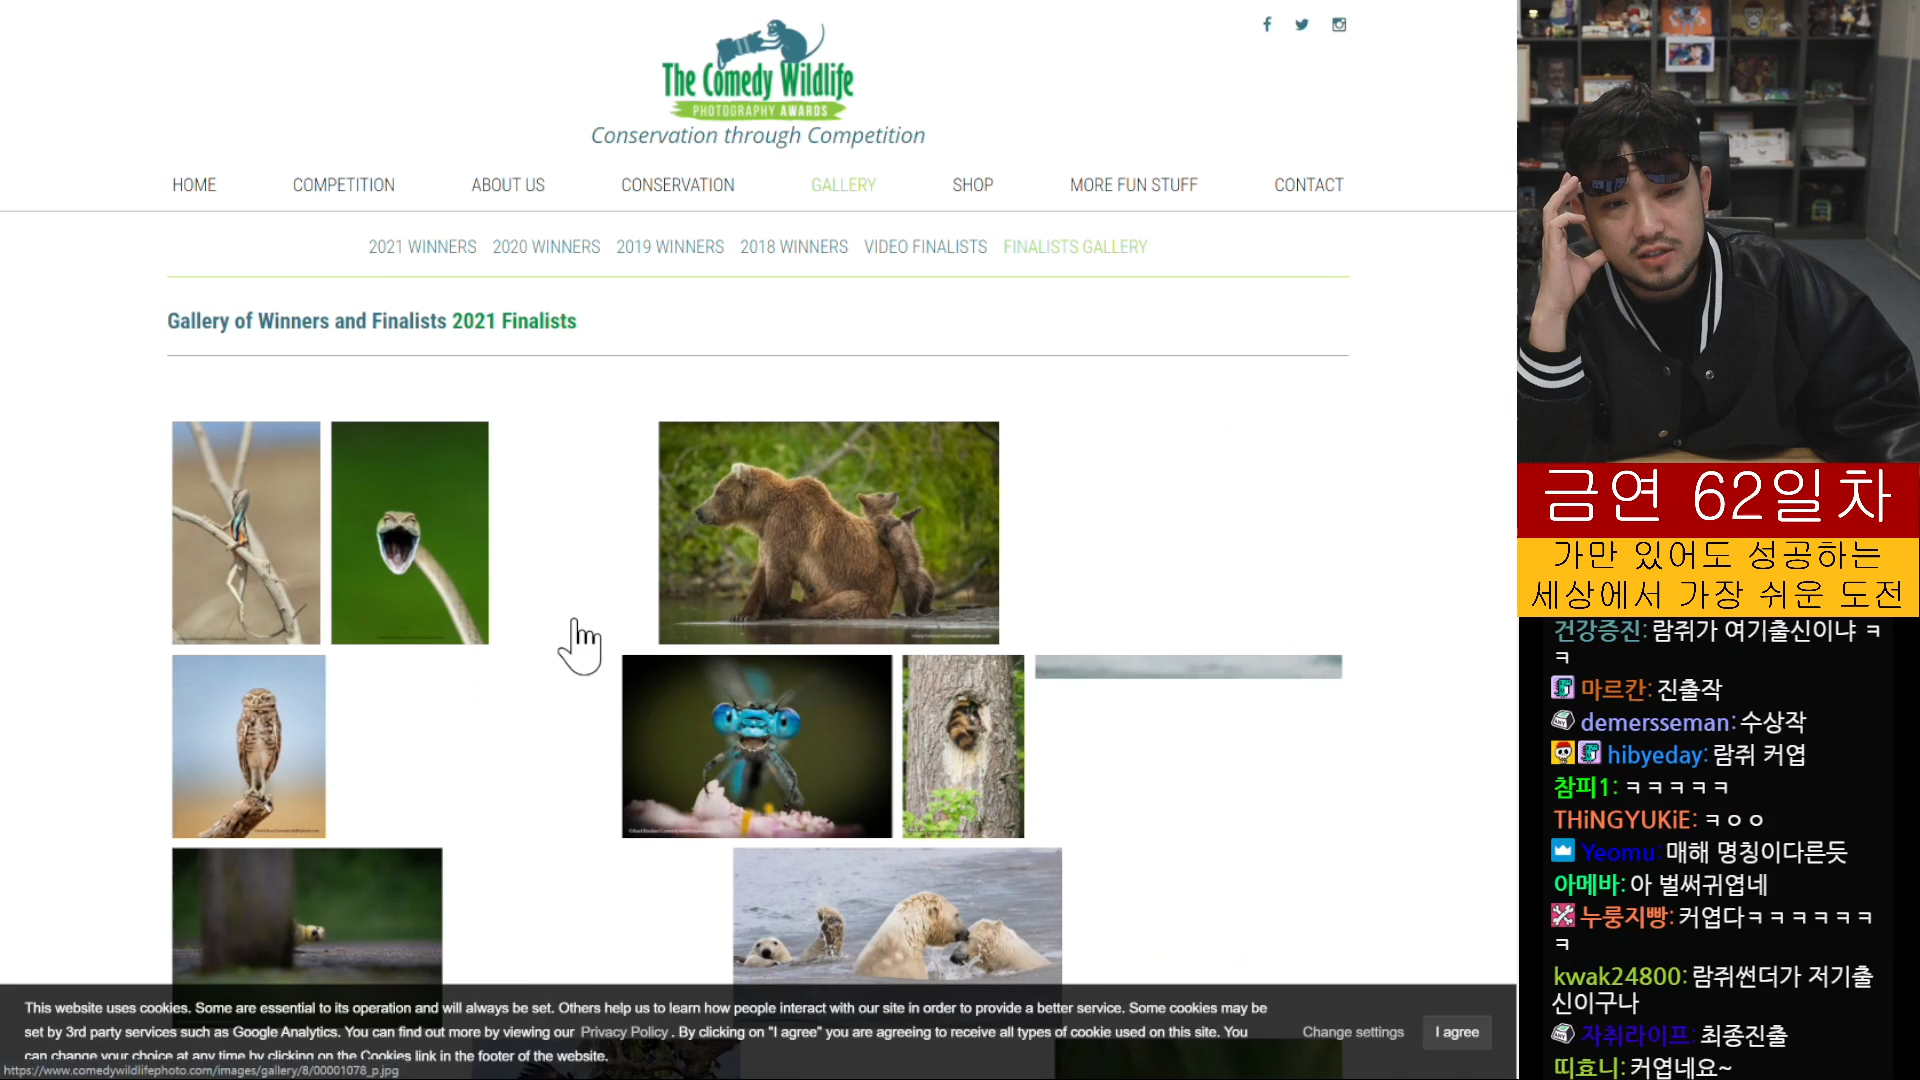 The Comedy Wildlife
PHOTOGRAPHY AWARDS
Conservation through Competition
HOME COMPETITION ABOUT US CONSERVATION GALLERY SHOP MORE FUN STUFF CONTACT
2021 WINNERS 2020 WINNERS 2019 WINNERS 2018 WINNERS VIDEO FINALISTS FINALISTS GALLERY
Gallery of Winners and Finalists 2021 Finalists
This website uses cookies. Some are essential to its operation and will always be set. Others help us to learn how people interact with our site in order to provide a better service. Some cookies may be
set by 3rd party services such as Google Analytics. You can find out more by viewing our Privacy Policy . By clicking on "I agree" you are agreeing to receive all types of cookie used on this site. You
can change your choice at any time by clicking on the Cookies link in the footer of the website.
Change settings I agree
https://www.comedywildlifephoto.com/images/gallery/8/00001078_p.jpg
금연 62일차
가만 있어도 성공하는
세상에서 가장 쉬운 도전
건강증진: 람쥐가 여기출신이냐 ㅋ
ㅋ
마르칸: 진출작
demersseman: 수상작
hibyeday: 람쥐 커엽
참피1: ㅋㅋㅋㅋㅋ
THiNGYUKiE: ㅋㅇㅇ
Yeomu: 매해 명칭이다른듯
아메바: 아 벌써귀엽네
누룽지빵: 커엽다ㅋㅋㅋㅋㅋㅋ
ㅋ
kwak24800: 람쥐썬더가 저기출
신이구나
자취라이프: 최종진출
띠효니: 커엽네요~